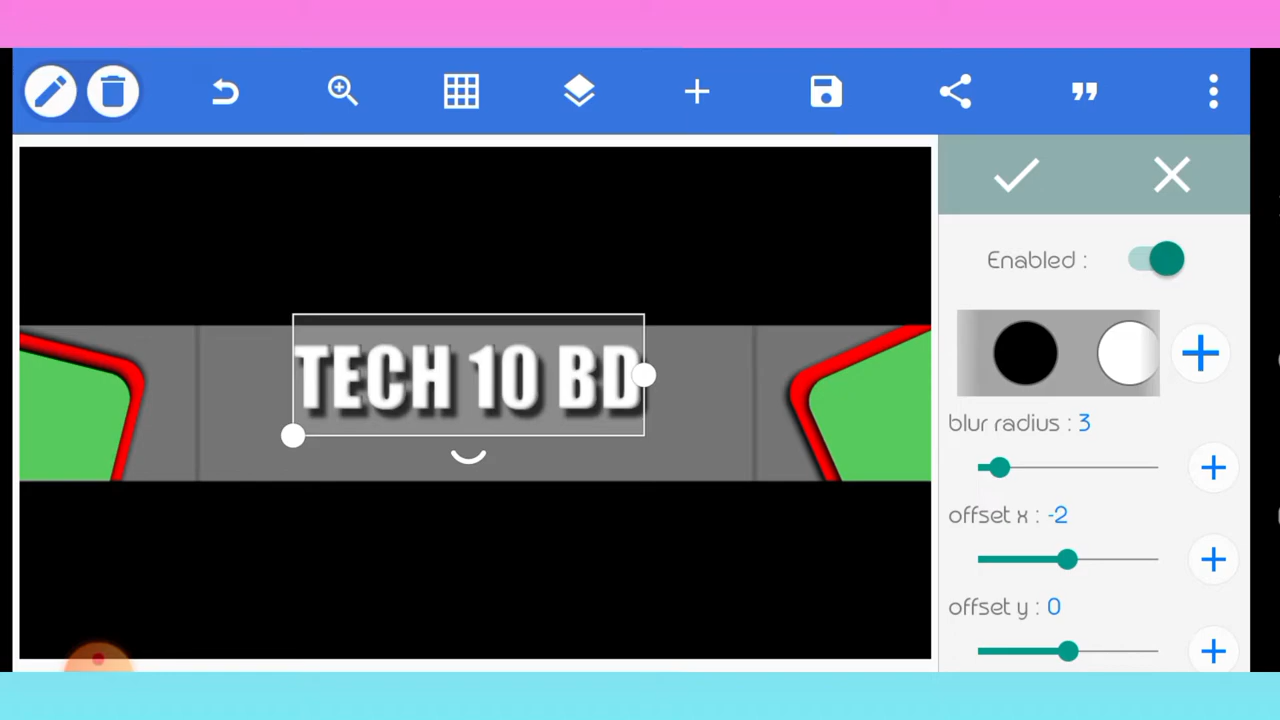 TECH 10 BD
Enabled :
blur radius : 3
offset x : -2
offset y : 0